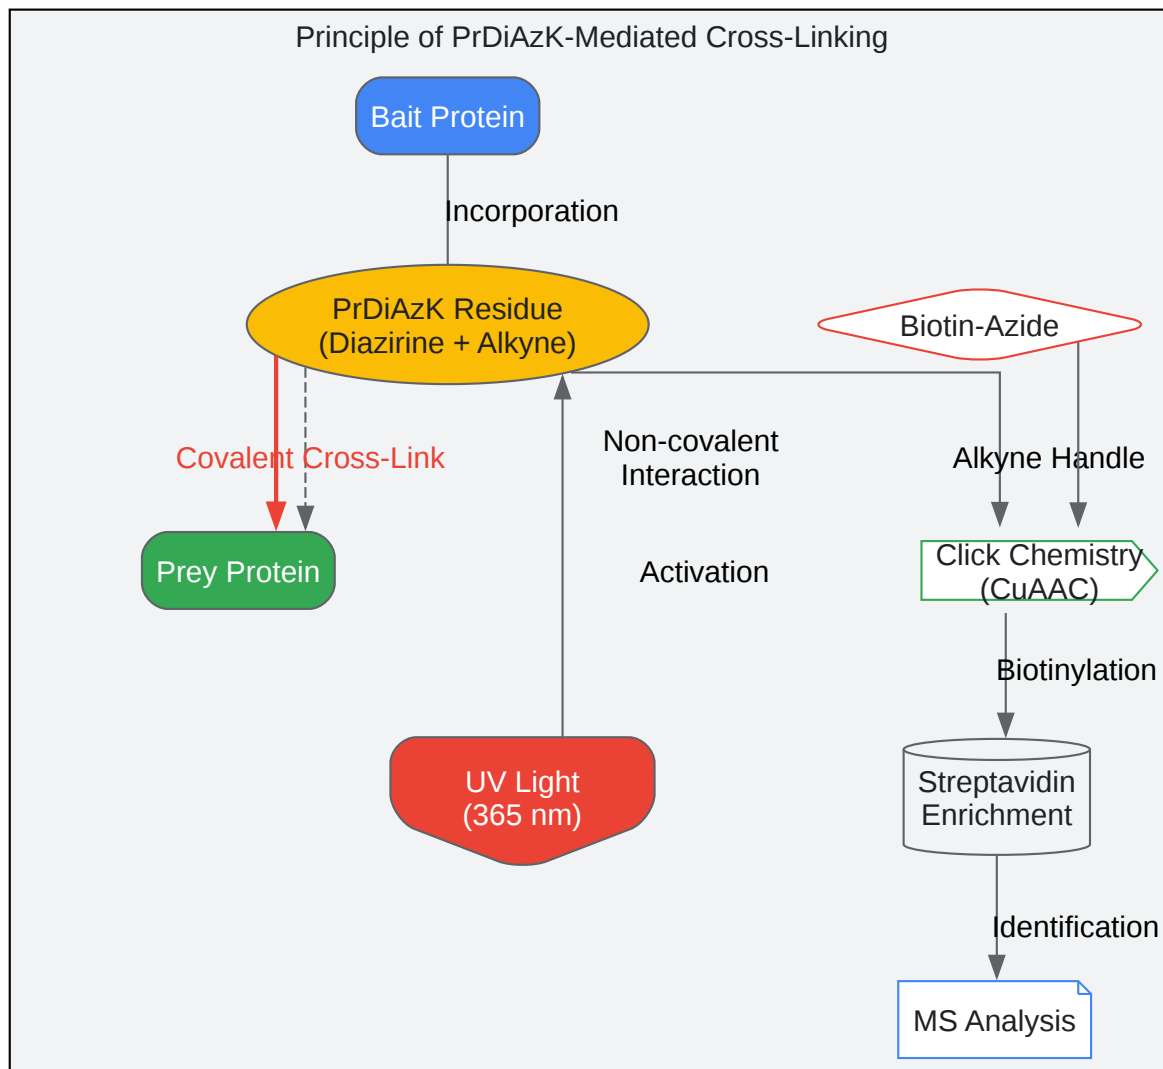 Principle of PrDiAzK-Mediated Cross-Linking
Bait Protein
Incorporation
PrDiAzK Residue
(Diazirine + Alkyne)
Biotin-Azide
Covalent Cross-Link
Non-covalent
Interaction
Alkyne Handle
Prey Protein
Activation
Click Chemistry
(CuAAC)
Biotinylation
UV Light
(365 nm)
Streptavidin
Enrichment
Identification
MS Analysis